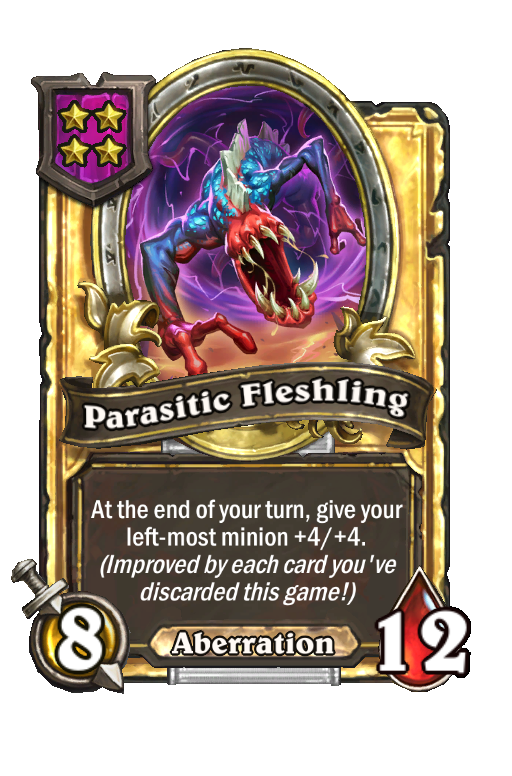 Parasitic Fleshling
At the end of your turn, give your
left-most minion +4/+4.
(Improved by each card you've
discarded this game!)
8
Aberration
12